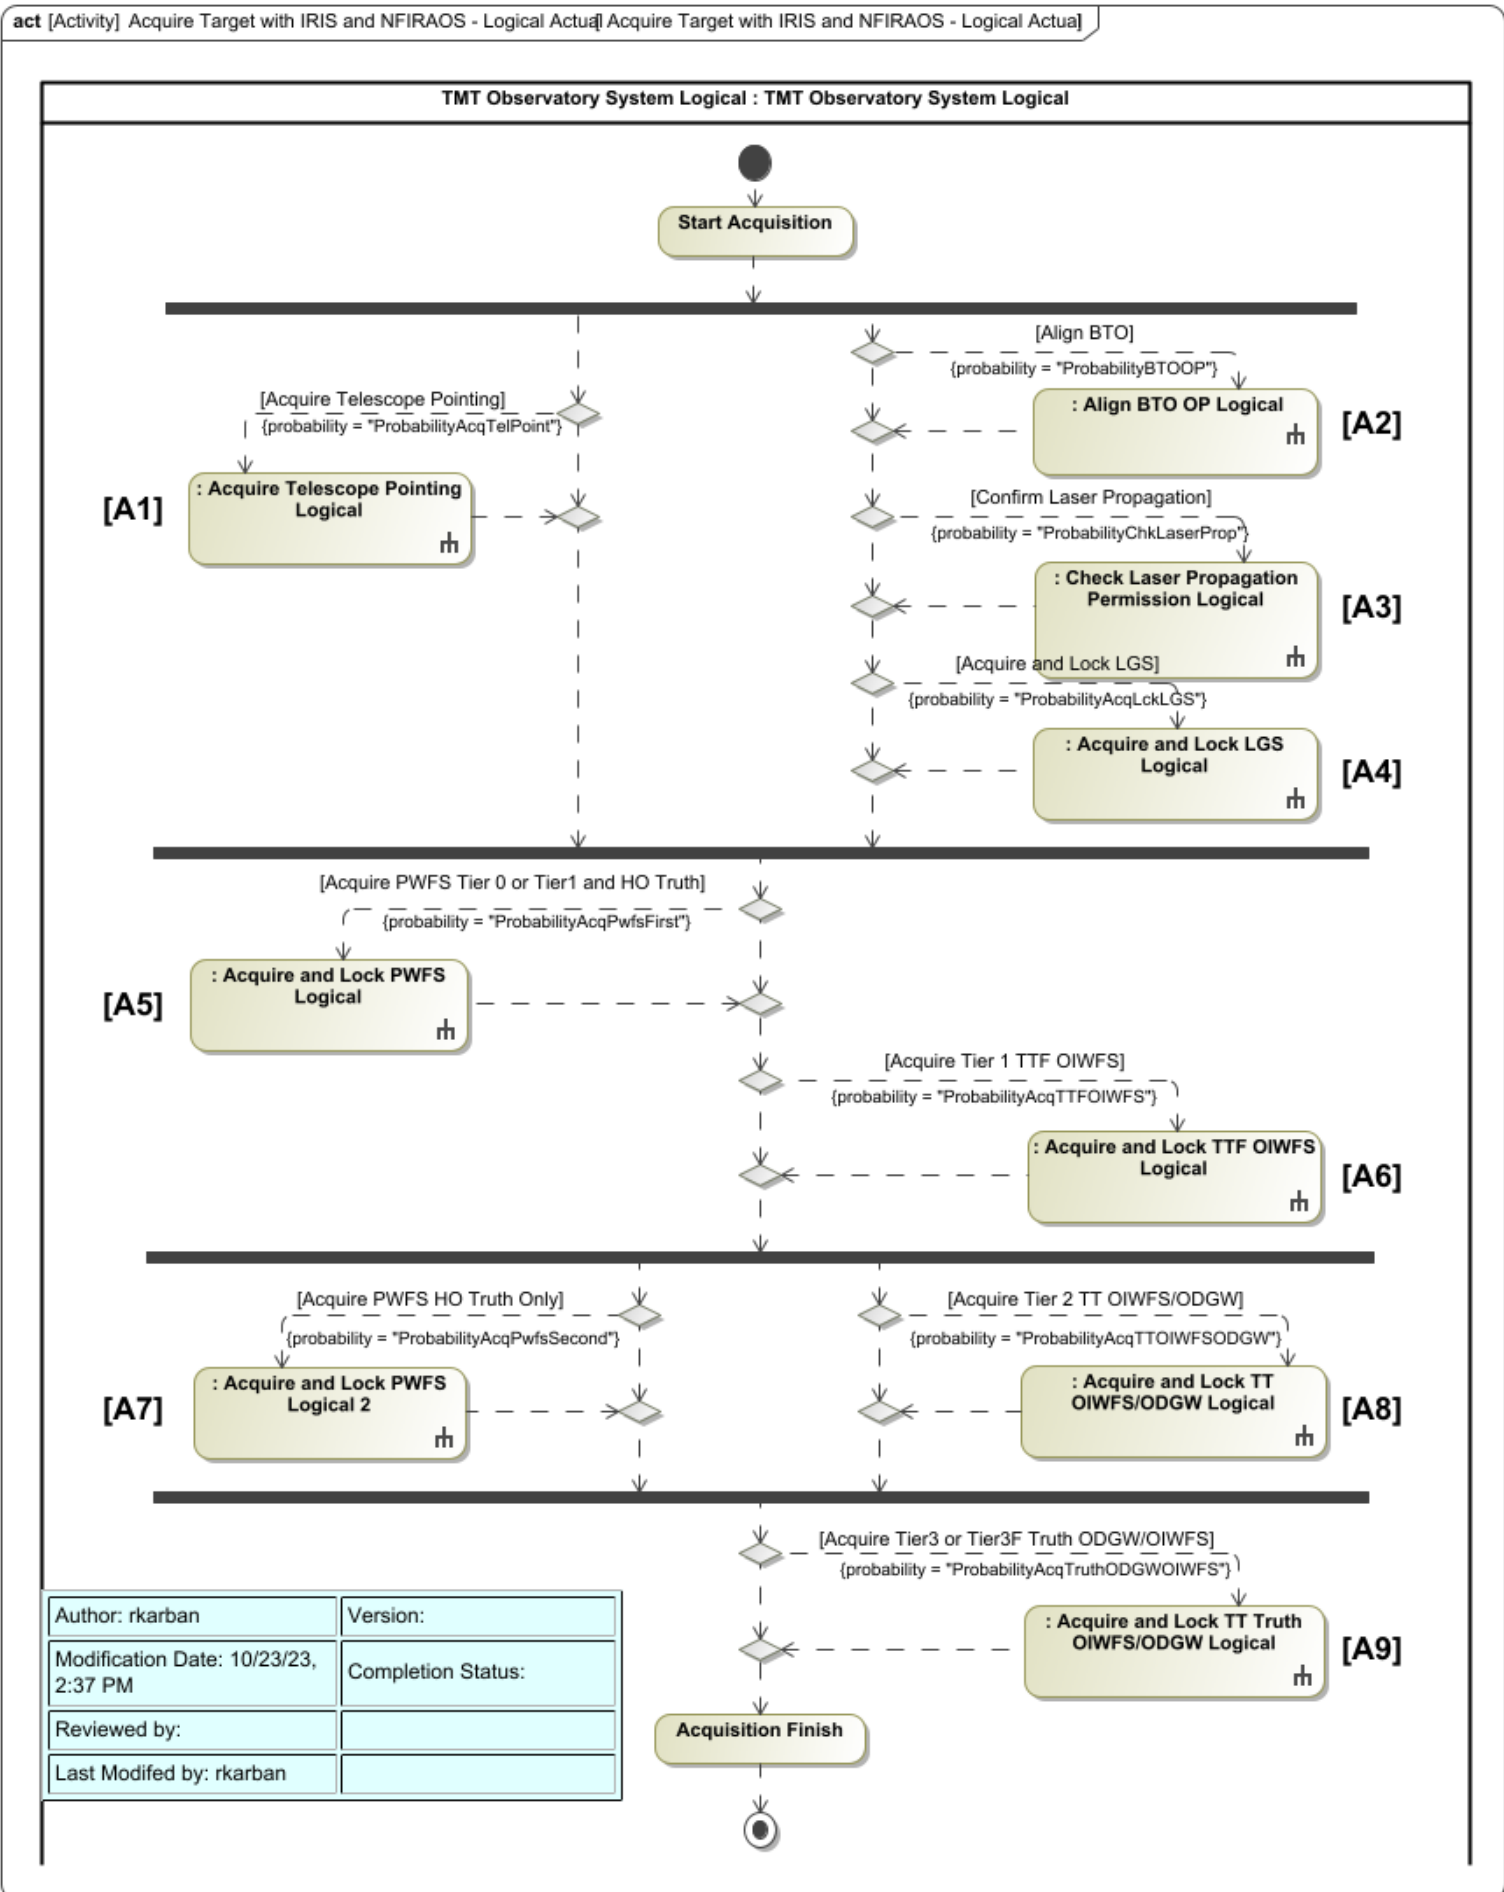 act [Activity] Acquire Target with IRIS and NFIRAOS - Logical Actual[ Acquire Target with IRIS and NFIRAOS - Logical Actual]
TMT Observatory System Logical : TMT Observatory System Logical
Start Acquisition
[Align BTO]
{probability = "ProbabilityBTOOP"}
[Acquire Telescope Pointing]
{probability = "ProbabilityAcqTelPoint"}
: Align BTO OP Logical
[A2]
: Acquire Telescope Pointing
Logical
[A1]
[Confirm Laser Propagation]
{probability = "ProbabilityChkLaserProp"}
: Check Laser Propagation
Permission Logical
[A3]
[Acquire and Lock LGS]
{probability = "ProbabilityAcqLckLGS"}
: Acquire and Lock LGS
Logical
[A4]
[Acquire PWFS Tier 0 or Tier1 and HO Truth]
{probability = "ProbabilityAcqPwfsFirst"}
: Acquire and Lock PWFS
Logical
[A5]
[Acquire Tier 1 TTF OIWFS]
{probability = "ProbabilityAcqTTFOIWFS"}
: Acquire and Lock TTF OIWFS
Logical
[A6]
[Acquire PWFS HO Truth Only]
{probability = "ProbabilityAcqPwfsSecond"}
: Acquire and Lock PWFS
Logical 2
[A7]
[Acquire Tier 2 TT OIWFS/ODGW]
{probability = "ProbabilityAcqTTOIWFSODGW"}
: Acquire and Lock TT
OIWFS/ODGW Logical
[A8]
[Acquire Tier3 or Tier3F Truth ODGW/OIWFS]
{probability = "ProbabilityAcqTruthODGWOIWFS"}
: Acquire and Lock TT Truth
OIWFS/ODGW Logical
[A9]
Acquisition Finish
Author: rkarban
Version:
Modification Date: 10/23/23,
2:37 PM
Completion Status:
Reviewed by:
Last Modifed by: rkarban